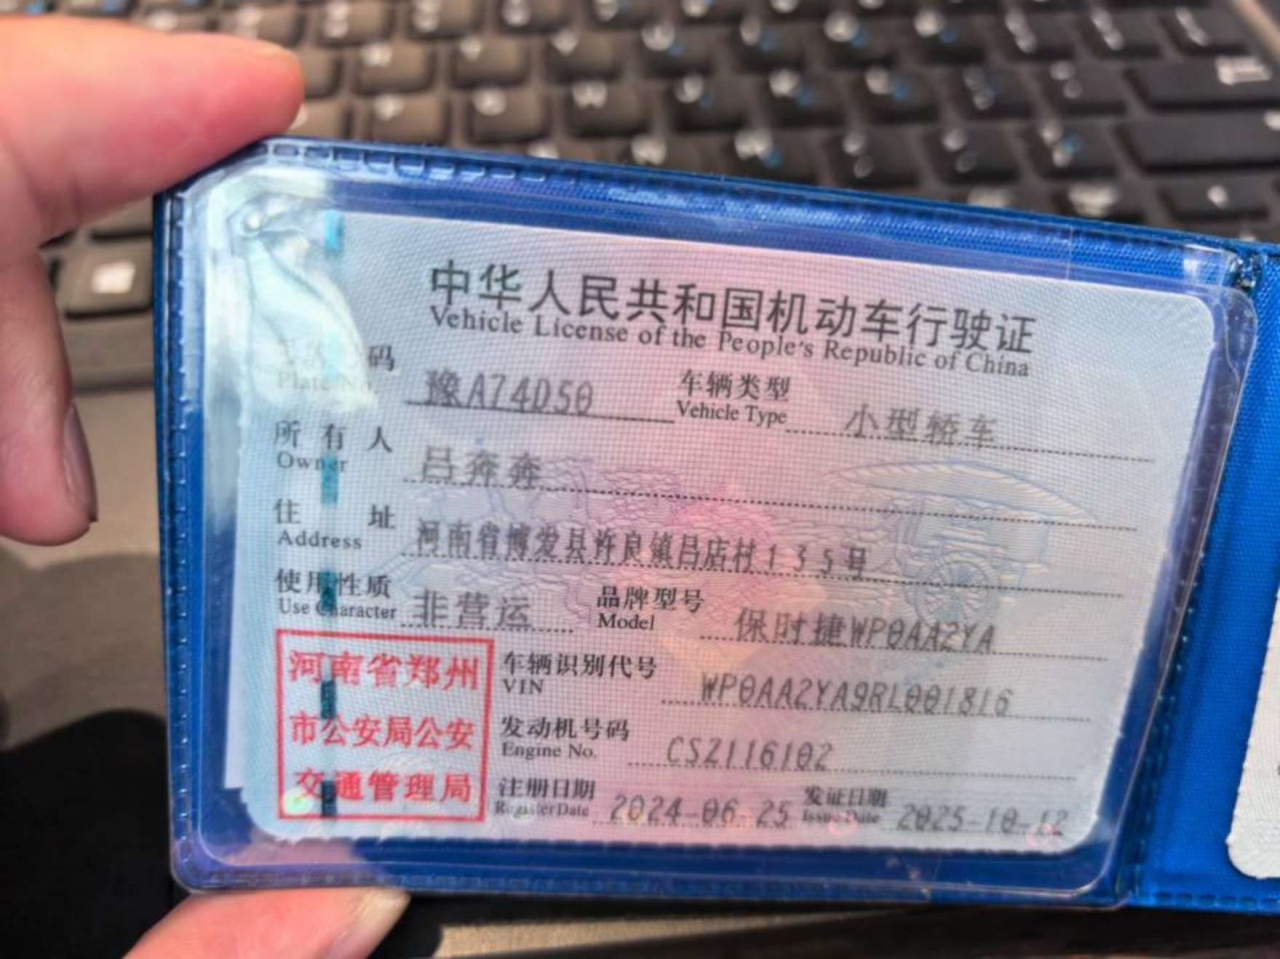 中华人民共和国机动车行驶证
Vehicle License of the People's Republic of China
号牌号码 豫A74D50 车辆类型 小型轿车
Plate No. Vehicle Type
所有人 吕奔奔
Owner
住址 河南省博爱县许良镇吕店村135号
Address
使用性质 非营运 品牌型号 保时捷WP0AA2YA
Use Character Model
河南省郑州 车辆识别代号 WP0AA2YA9RL001816
VIN
市公安局公安 发动机号码 CSZ116102
Engine No.
交通管理局 注册日期 2024-06-25 发证日期 2025-10-12
Register Date Issue Date